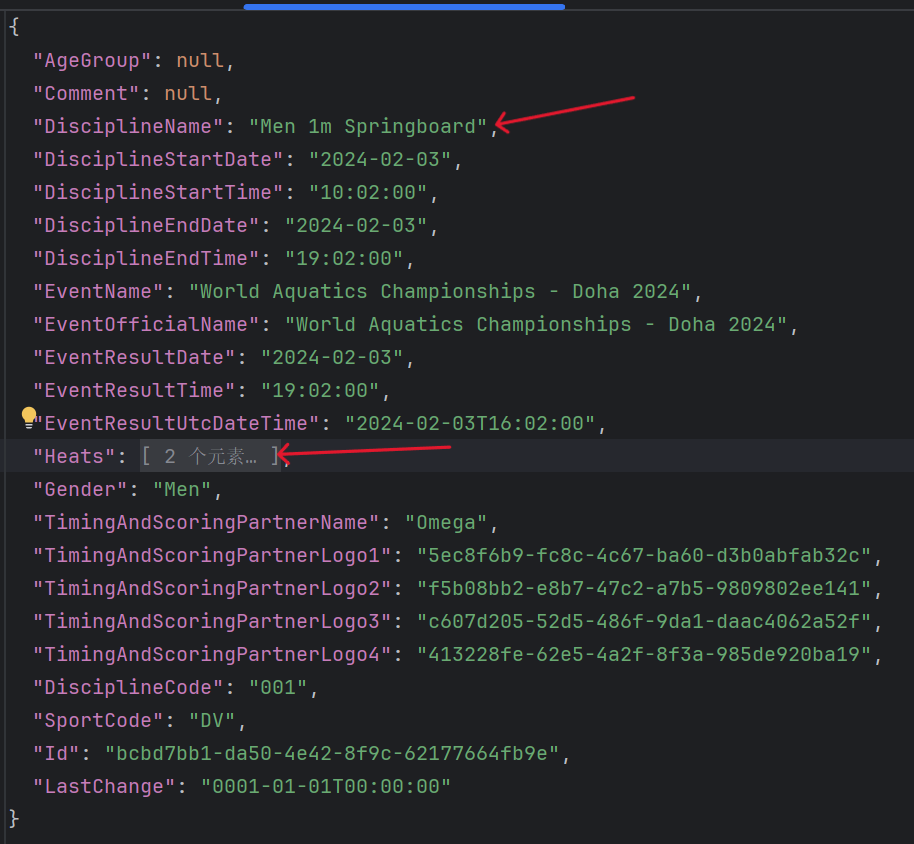 {
"AgeGroup": null,
"Comment": null,
"DisciplineName": "Men 1m Springboard",
"DisciplineStartDate": "2024-02-03",
"DisciplineStartTime": "10:02:00",
"DisciplineEndDate": "2024-02-03",
"DisciplineEndTime": "19:02:00",
"EventName": "World Aquatics Championships - Doha 2024",
"EventOfficialName": "World Aquatics Championships - Doha 2024",
"EventResultDate": "2024-02-03",
"EventResultTime": "19:02:00",
"EventResultUtcDateTime": "2024-02-03T16:02:00",
"Heats": [ 2 个元素… ],
"Gender": "Men",
"TimingAndScoringPartnerName": "Omega",
"TimingAndScoringPartnerLogo1": "5ec8f6b9-fc8c-4c67-ba60-d3b0abfab32c",
"TimingAndScoringPartnerLogo2": "f5b08bb2-e8b7-47c2-a7b5-9809802ee141",
"TimingAndScoringPartnerLogo3": "c607d205-52d5-486f-9da1-daac4062a52f",
"TimingAndScoringPartnerLogo4": "413228fe-62e5-4a2f-8f3a-985de920ba19",
"DisciplineCode": "001",
"SportCode": "DV",
"Id": "bcbd7bb1-da50-4e42-8f9c-62177664fb9e",
"LastChange": "0001-01-01T00:00:00"
}